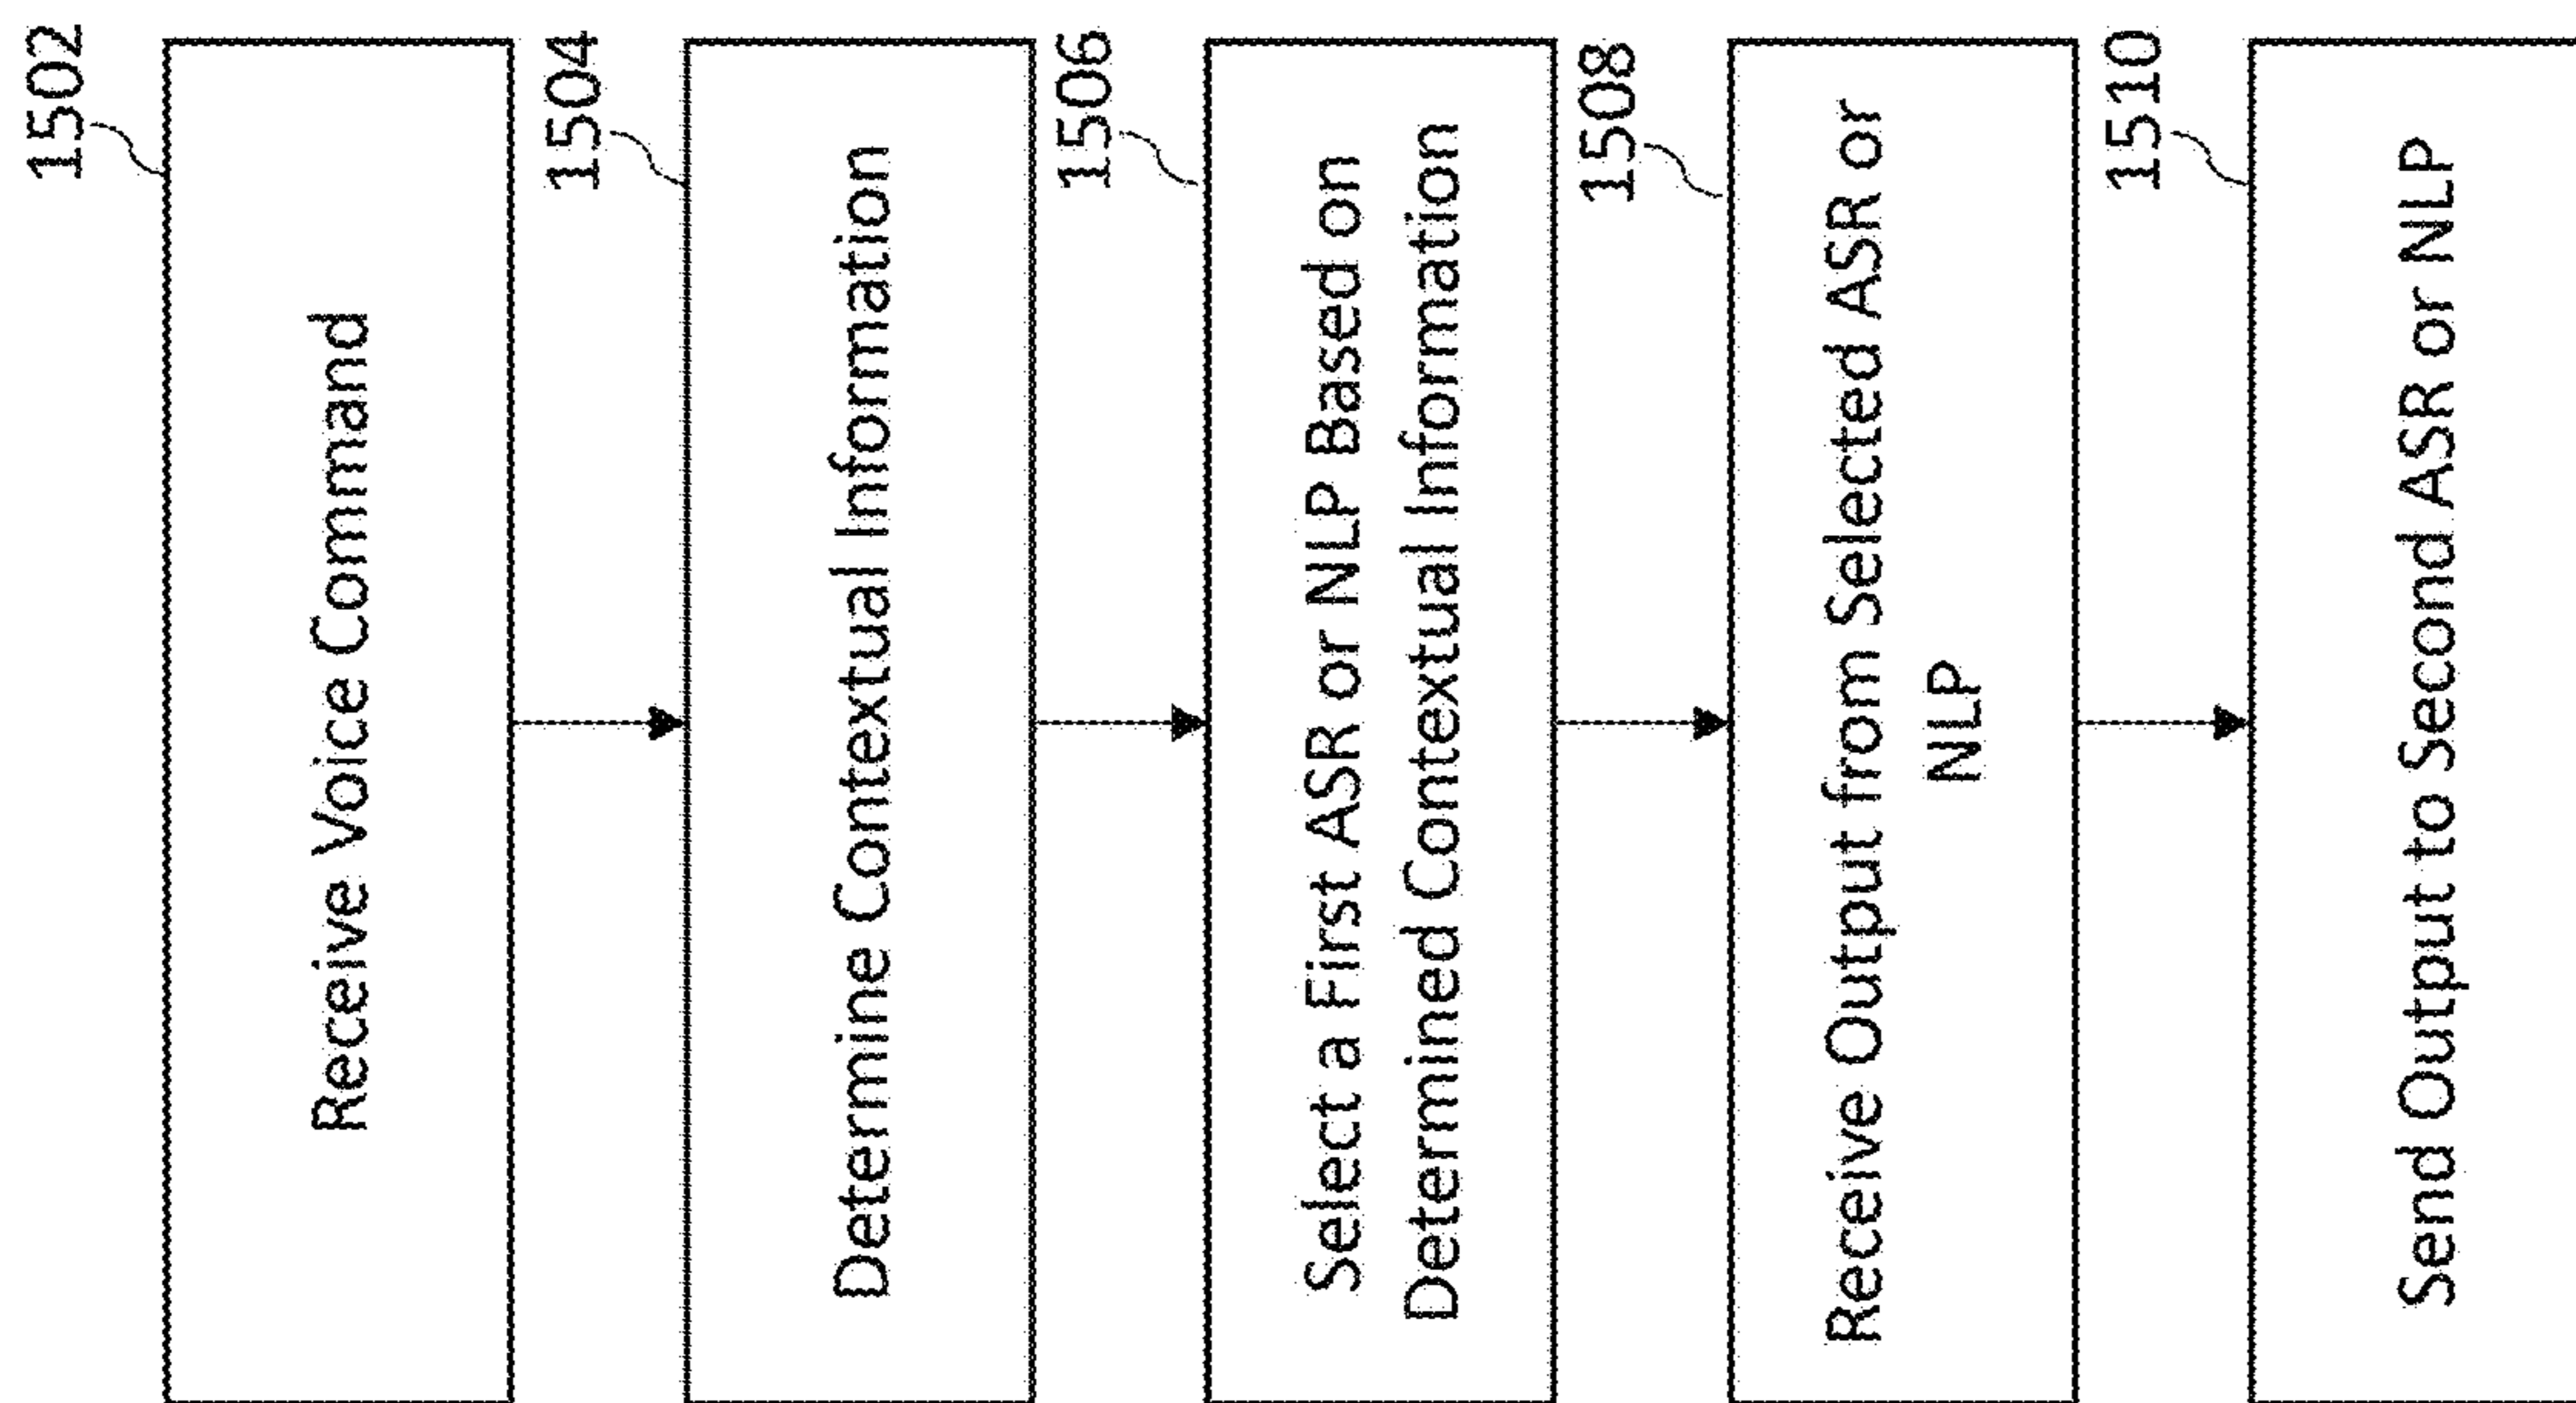 1502
Receive Voice Command
1504
Determine Contextual Information
1506
Select a First ASR or NLP Based on
Determined Contextual Information
1508
Receive Output from Selected ASR or
NLP
1510
Send Output to Second ASR or NLP